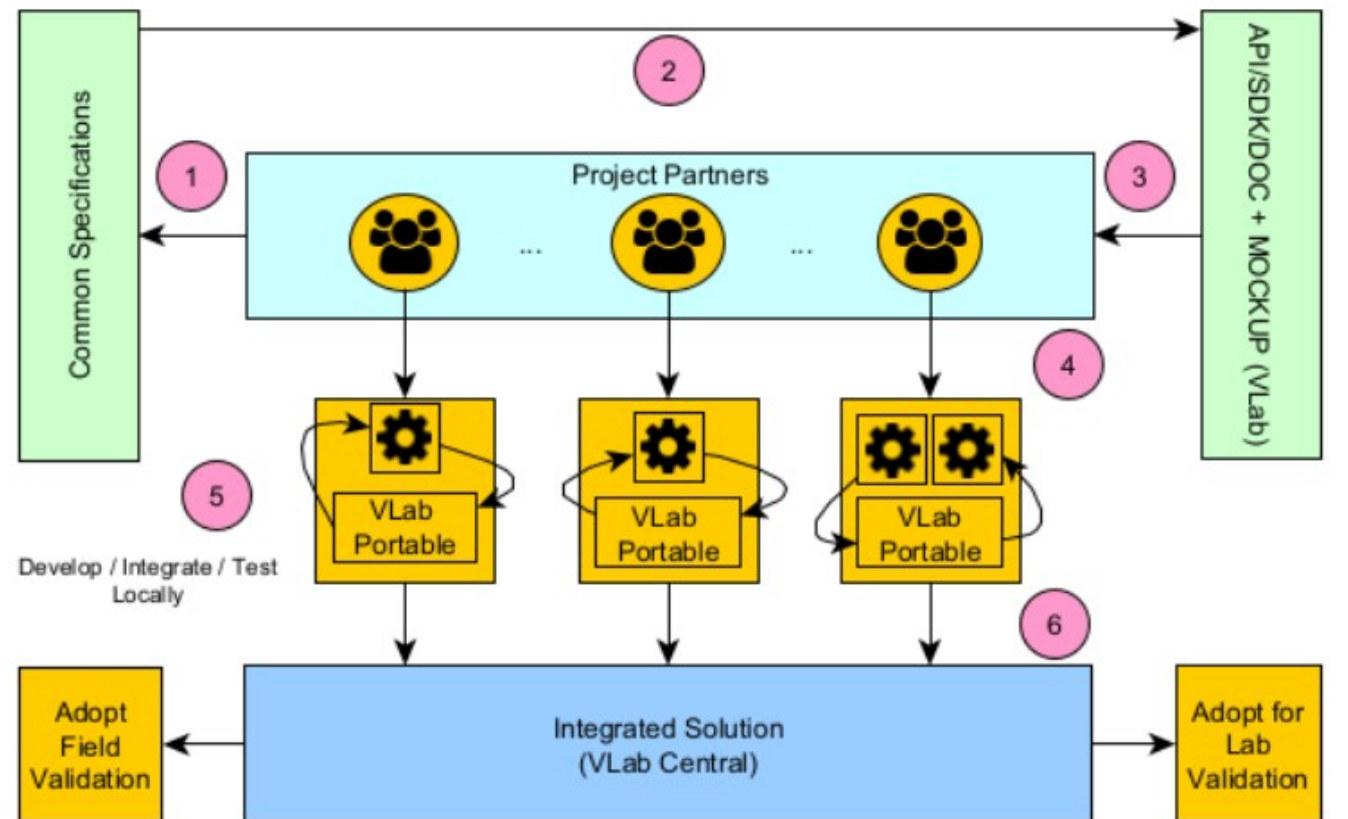 2
1
Project Partners
3
Common Specifications
API/SDK/DOC + MOCKUP (VLab)
... ...
4
5
VLab
Portable
VLab
Portable
VLab
Portable
Develop / Integrate / Test
Locally
6
Adopt
Field
Validation
Integrated Solution
(VLab Central)
Adopt for
Lab
Validation